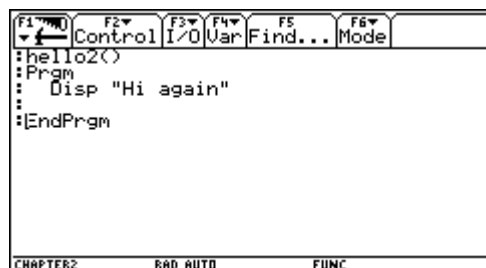 F1 F2 Control F3 I/O F4 Var F5 Find... F6 Mode
:hello2()
:Prgm
:  Disp "Hi again"
:
:EndPrgm
CHAPTER2 RAD AUTO FUNC